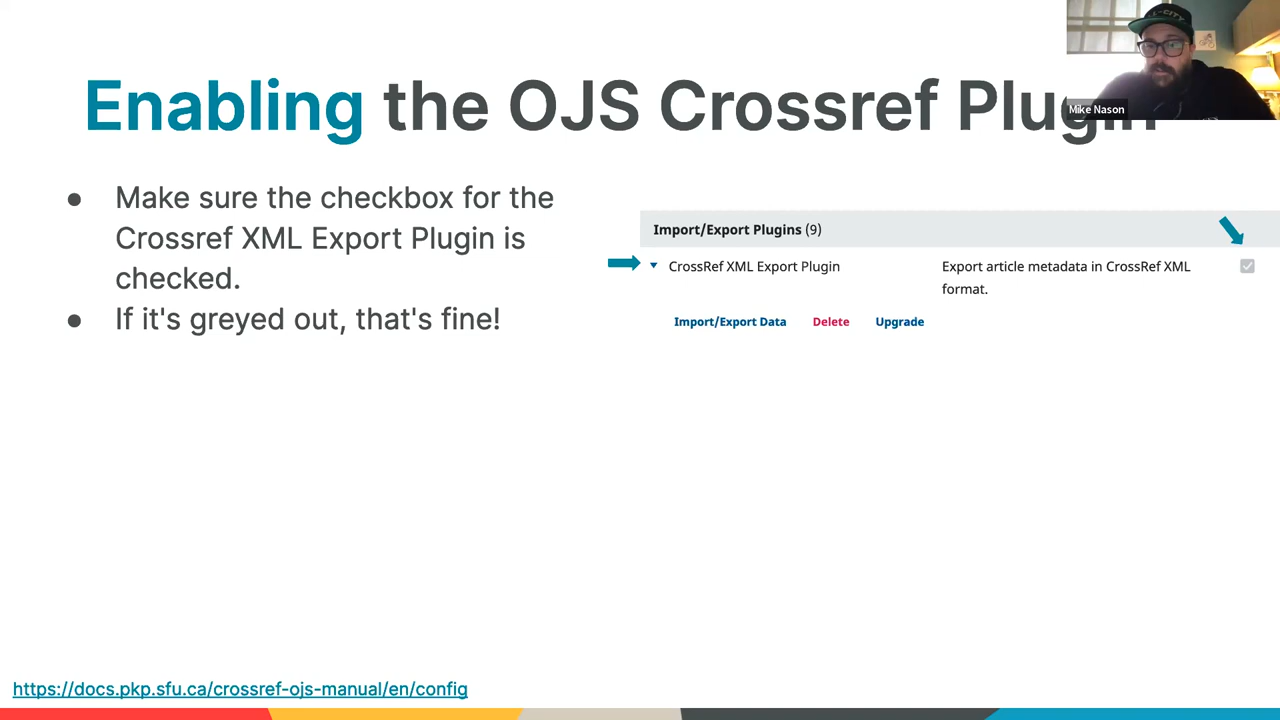 Enabling the OJS Crossref Plugin
Mike Nason
● Make sure the checkbox for the
Crossref XML Export Plugin is
checked.
● If it's greyed out, that's fine!
Import/Export Plugins (9)
CrossRef XML Export Plugin
Export article metadata in CrossRef XML
format.
Import/Export Data Delete Upgrade
https://docs.pkp.sfu.ca/crossref-ojs-manual/en/config